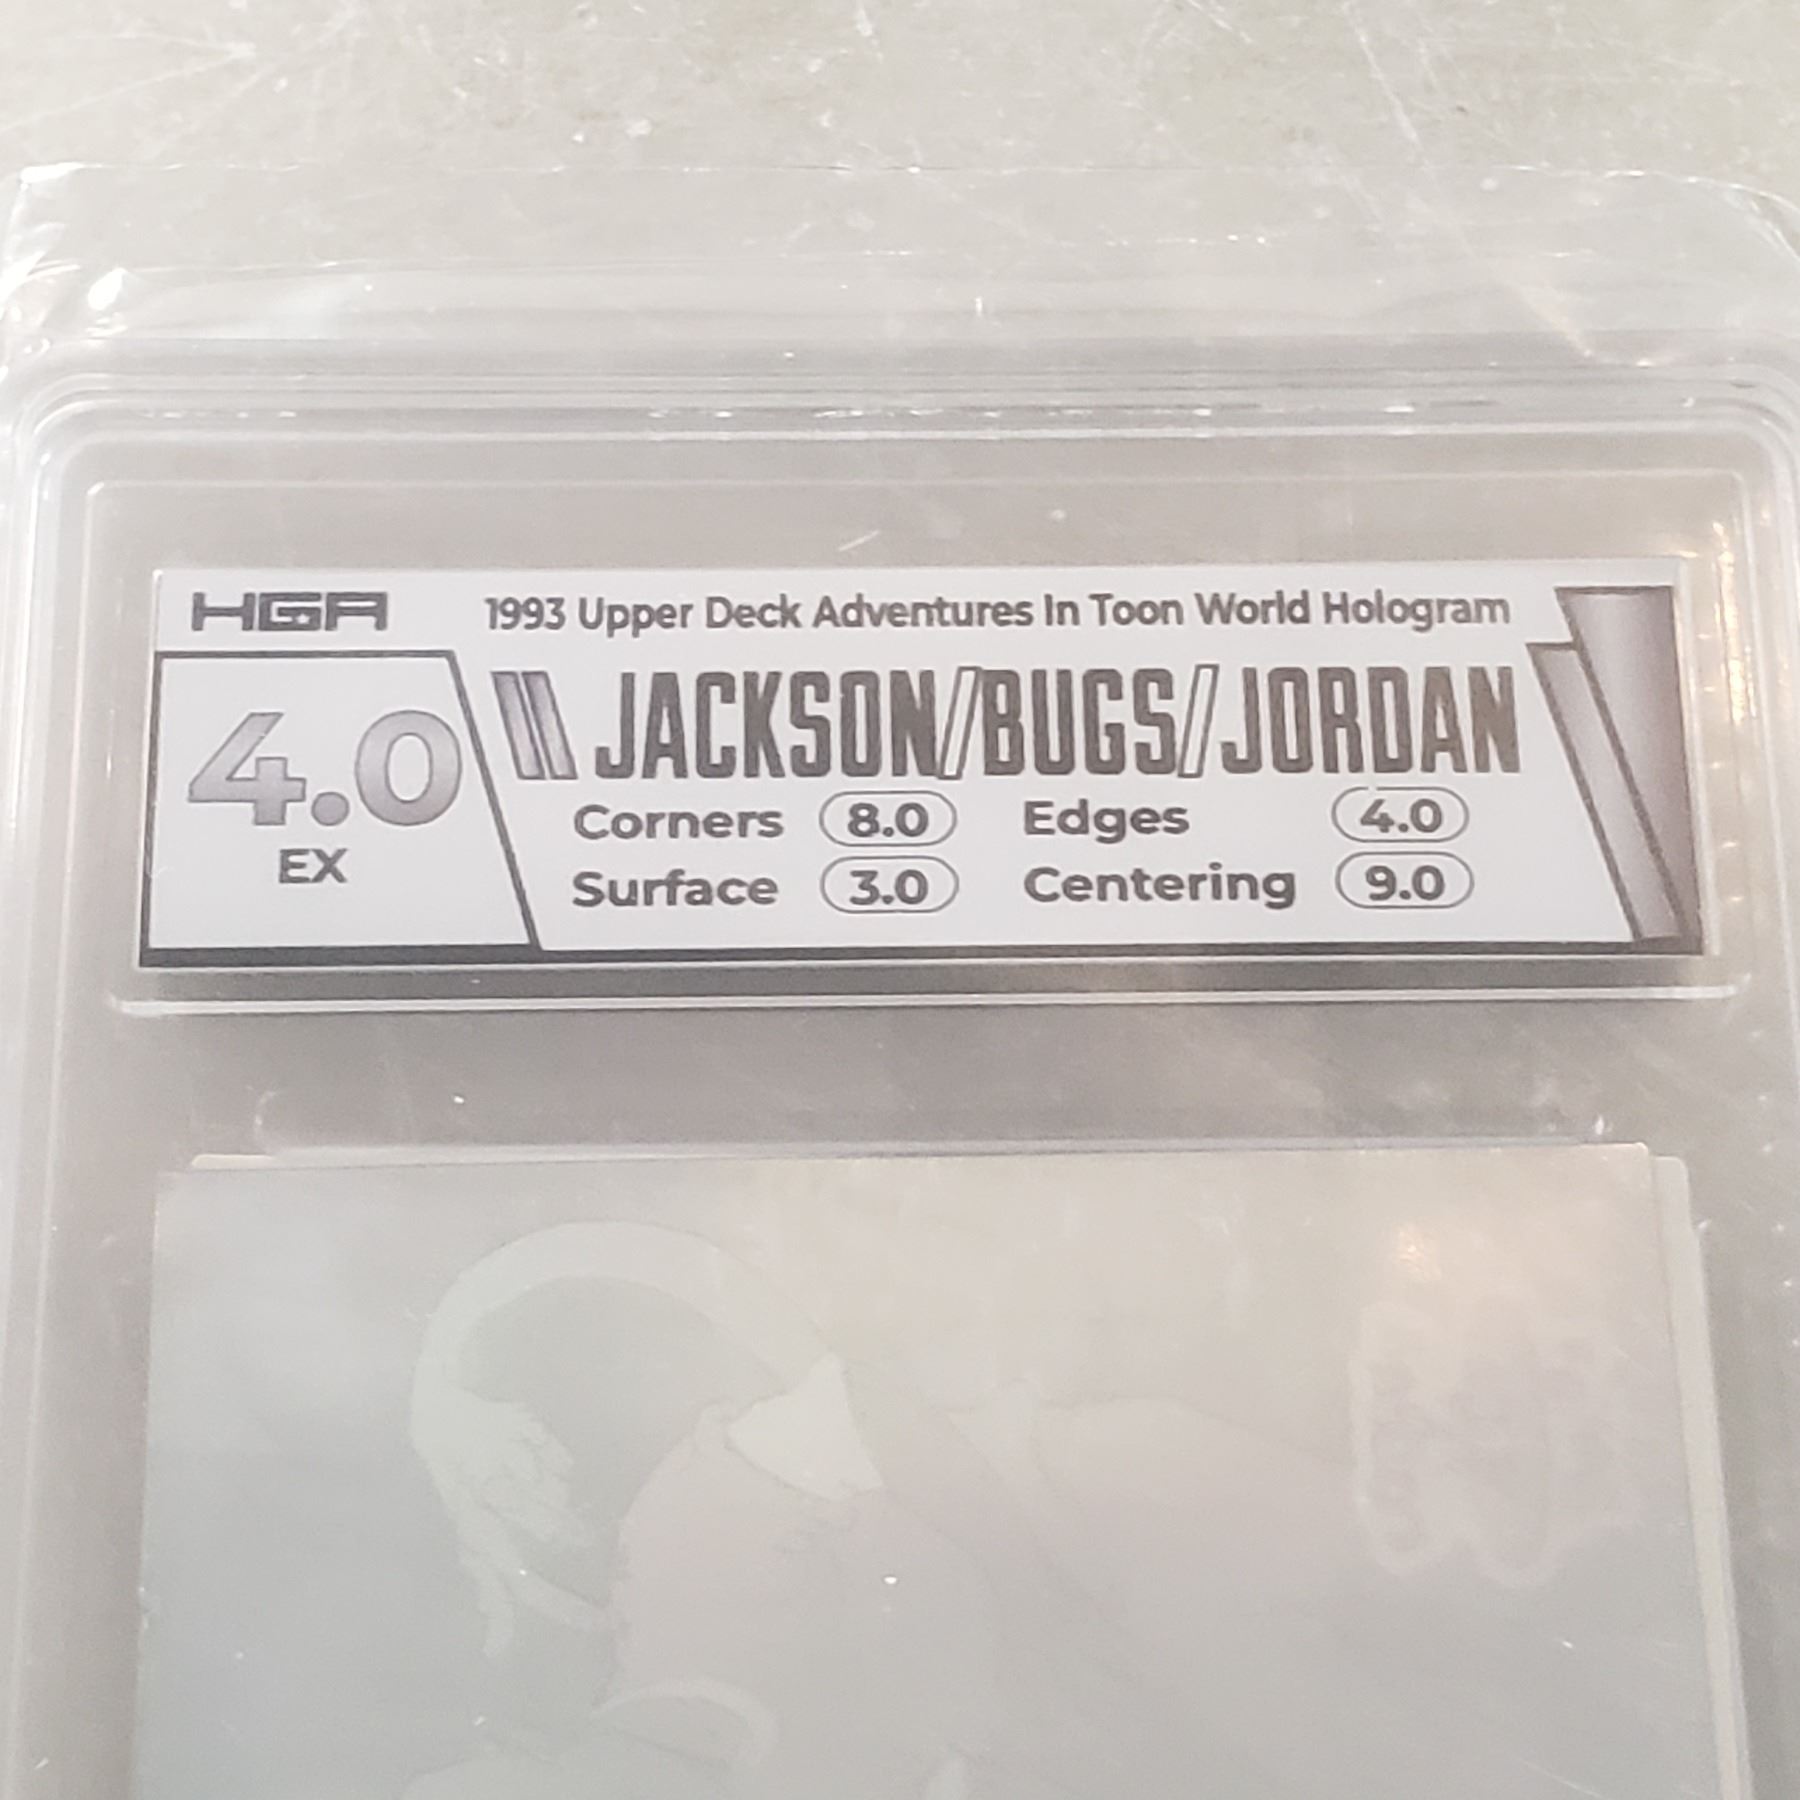 HGA 1993 Upper Deck Adventures In Toon World Hologram
4.0 JACKSON/BUGS/JORDAN
Corners 8.0 Edges 4.0
EX
Surface 3.0 Centering 9.0